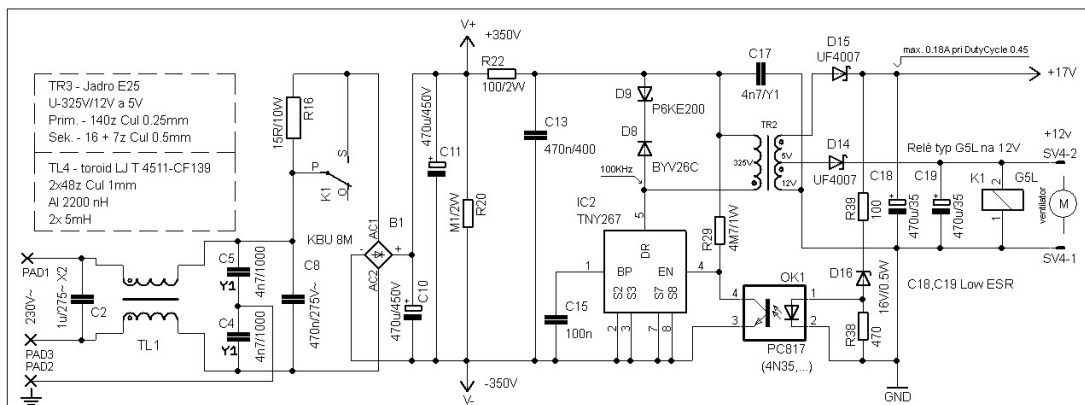 TR3 - Jadro E25
U-325V/12V a 5V
Prim. - 140z Cul 0.25mm
Sek. - 16 + 7z Cul 0.5mm
TL4 - toroid LJ T 4511-CF139
2x48z Cul 1mm
Al 2200 nH
2x 5mH
PAD1
230V~
PAD3
PAD2
1u/275~ X2
C2
TL1
C5
Y1
4n7/1000
C4
Y1
4n7/1000
C8
470n/275V~
15R/10W
R16
P
S
O
K1
KBU 8M
AC1
AC2
B1
-
+
470u/450V
C11
470u/450V
C10
V+
+350V
M1/2W
R20
-350V
V-
R22
100/2W
C13
470n/400
D9
P6KE200
D8
BYV26C
100KHz
IC2
TNY267
5
DR
BP
EN
S2
S3
S7
S8
1
4
2
3
7
8
C15
100n
R29
4M7/1W
C17
4n7/Y1
TR2
325V
5V
12V
D15
UF4007
D14
UF4007
max. 0.18A pri DutyCycle 0.45
+17V
+12v
SV4-2
Relé typ G5L na 12V
R39
100
C18
470u/35
C19
470u/35
K1
G5L
2
1
ventilator
M
SV4-1
D16
16V/0.5W
C18,C19 Low ESR
OK1
4
3
1
2
PC817
(4N35,...)
R38
470
GND